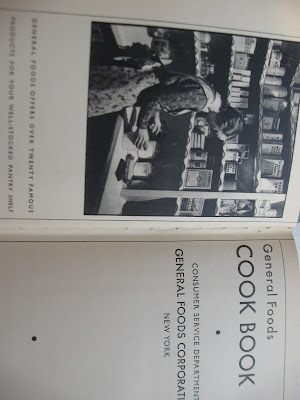 GENERAL FOODS OFFERS OVER TWENTY FAMOUS
PRODUCTS FOR YOUR WELL-STOCKED PANTRY SHELF
General Foods
COOK BOOK
CONSUMER SERVICE DEPARTMENT
GENERAL FOODS CORPORATI
NEW YORK